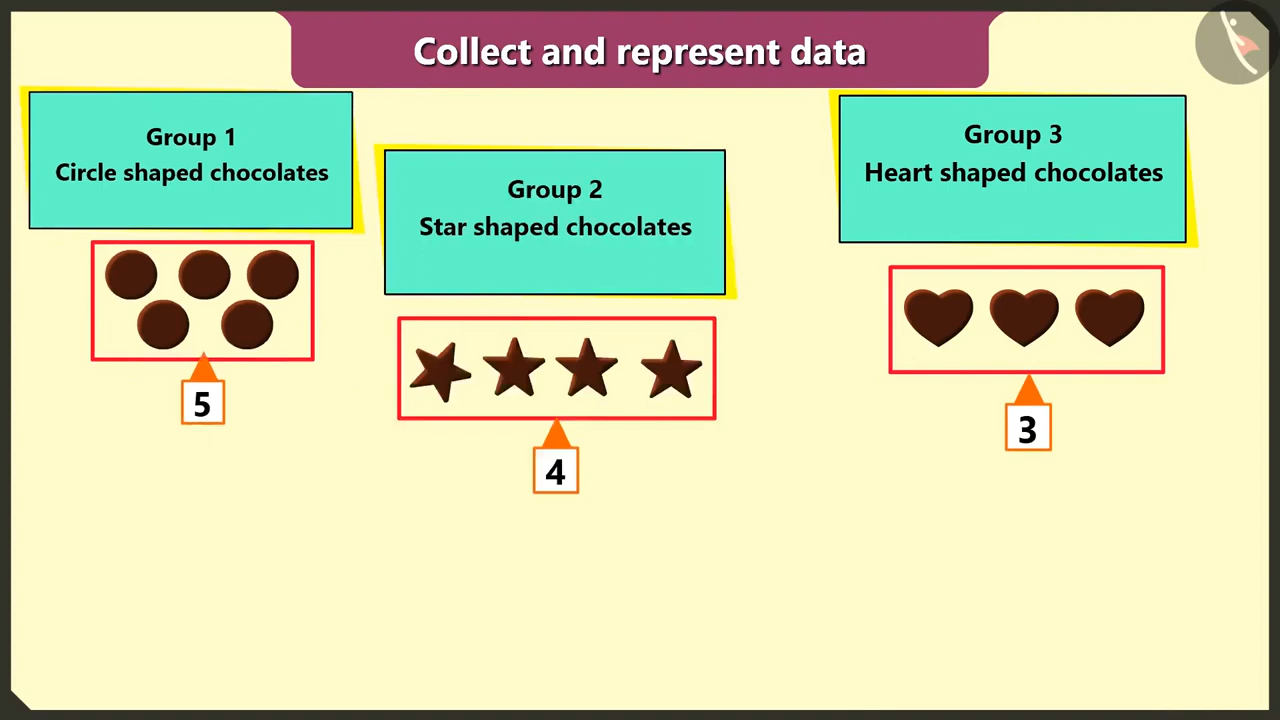 Collect and represent data
Group 1
Circle shaped chocolates
5
Group 2
Star shaped chocolates
4
Group 3
Heart shaped chocolates
3